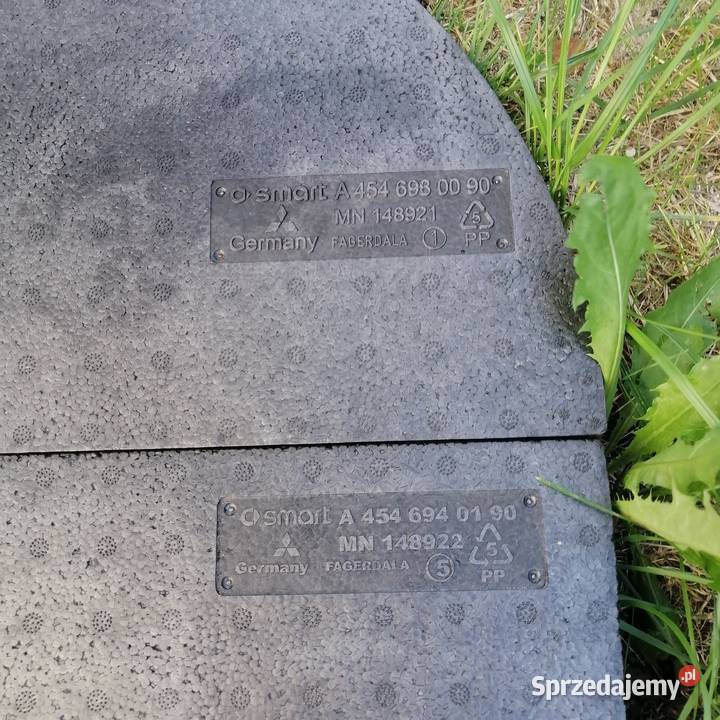 smart A 454 698 00 90
MN 148921
5
Germany FAGERDALA 1 PP
smart A 454 694 01 90
MN 148922
5
Germany FAGERDALA 5 PP
Sprzedajemy.pl